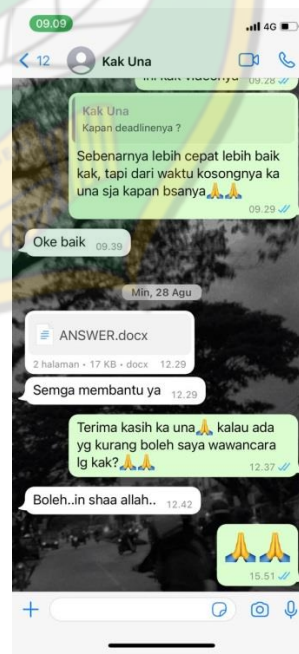 09.09
4G
12
Kak Una
ini kak videonya 09.28
Kak Una
Kapan deadlinenya ?
Sebenarnya lebih cepat lebih baik
kak, tapi dari waktu kosongnya ka
una sja kapan bsanya🙏🙏
09.29
Oke baik 09.39
Min, 28 Agu
ANSWER.docx
2 halaman • 17 KB • docx 12.29
Semga membantu ya 12.29
Terima kasih ka una🙏 kalau ada
yg kurang boleh saya wawancara
lg kak?🙏🙏
12.37
Boleh..in shaa allah.. 12.42
🙏🙏
15.51